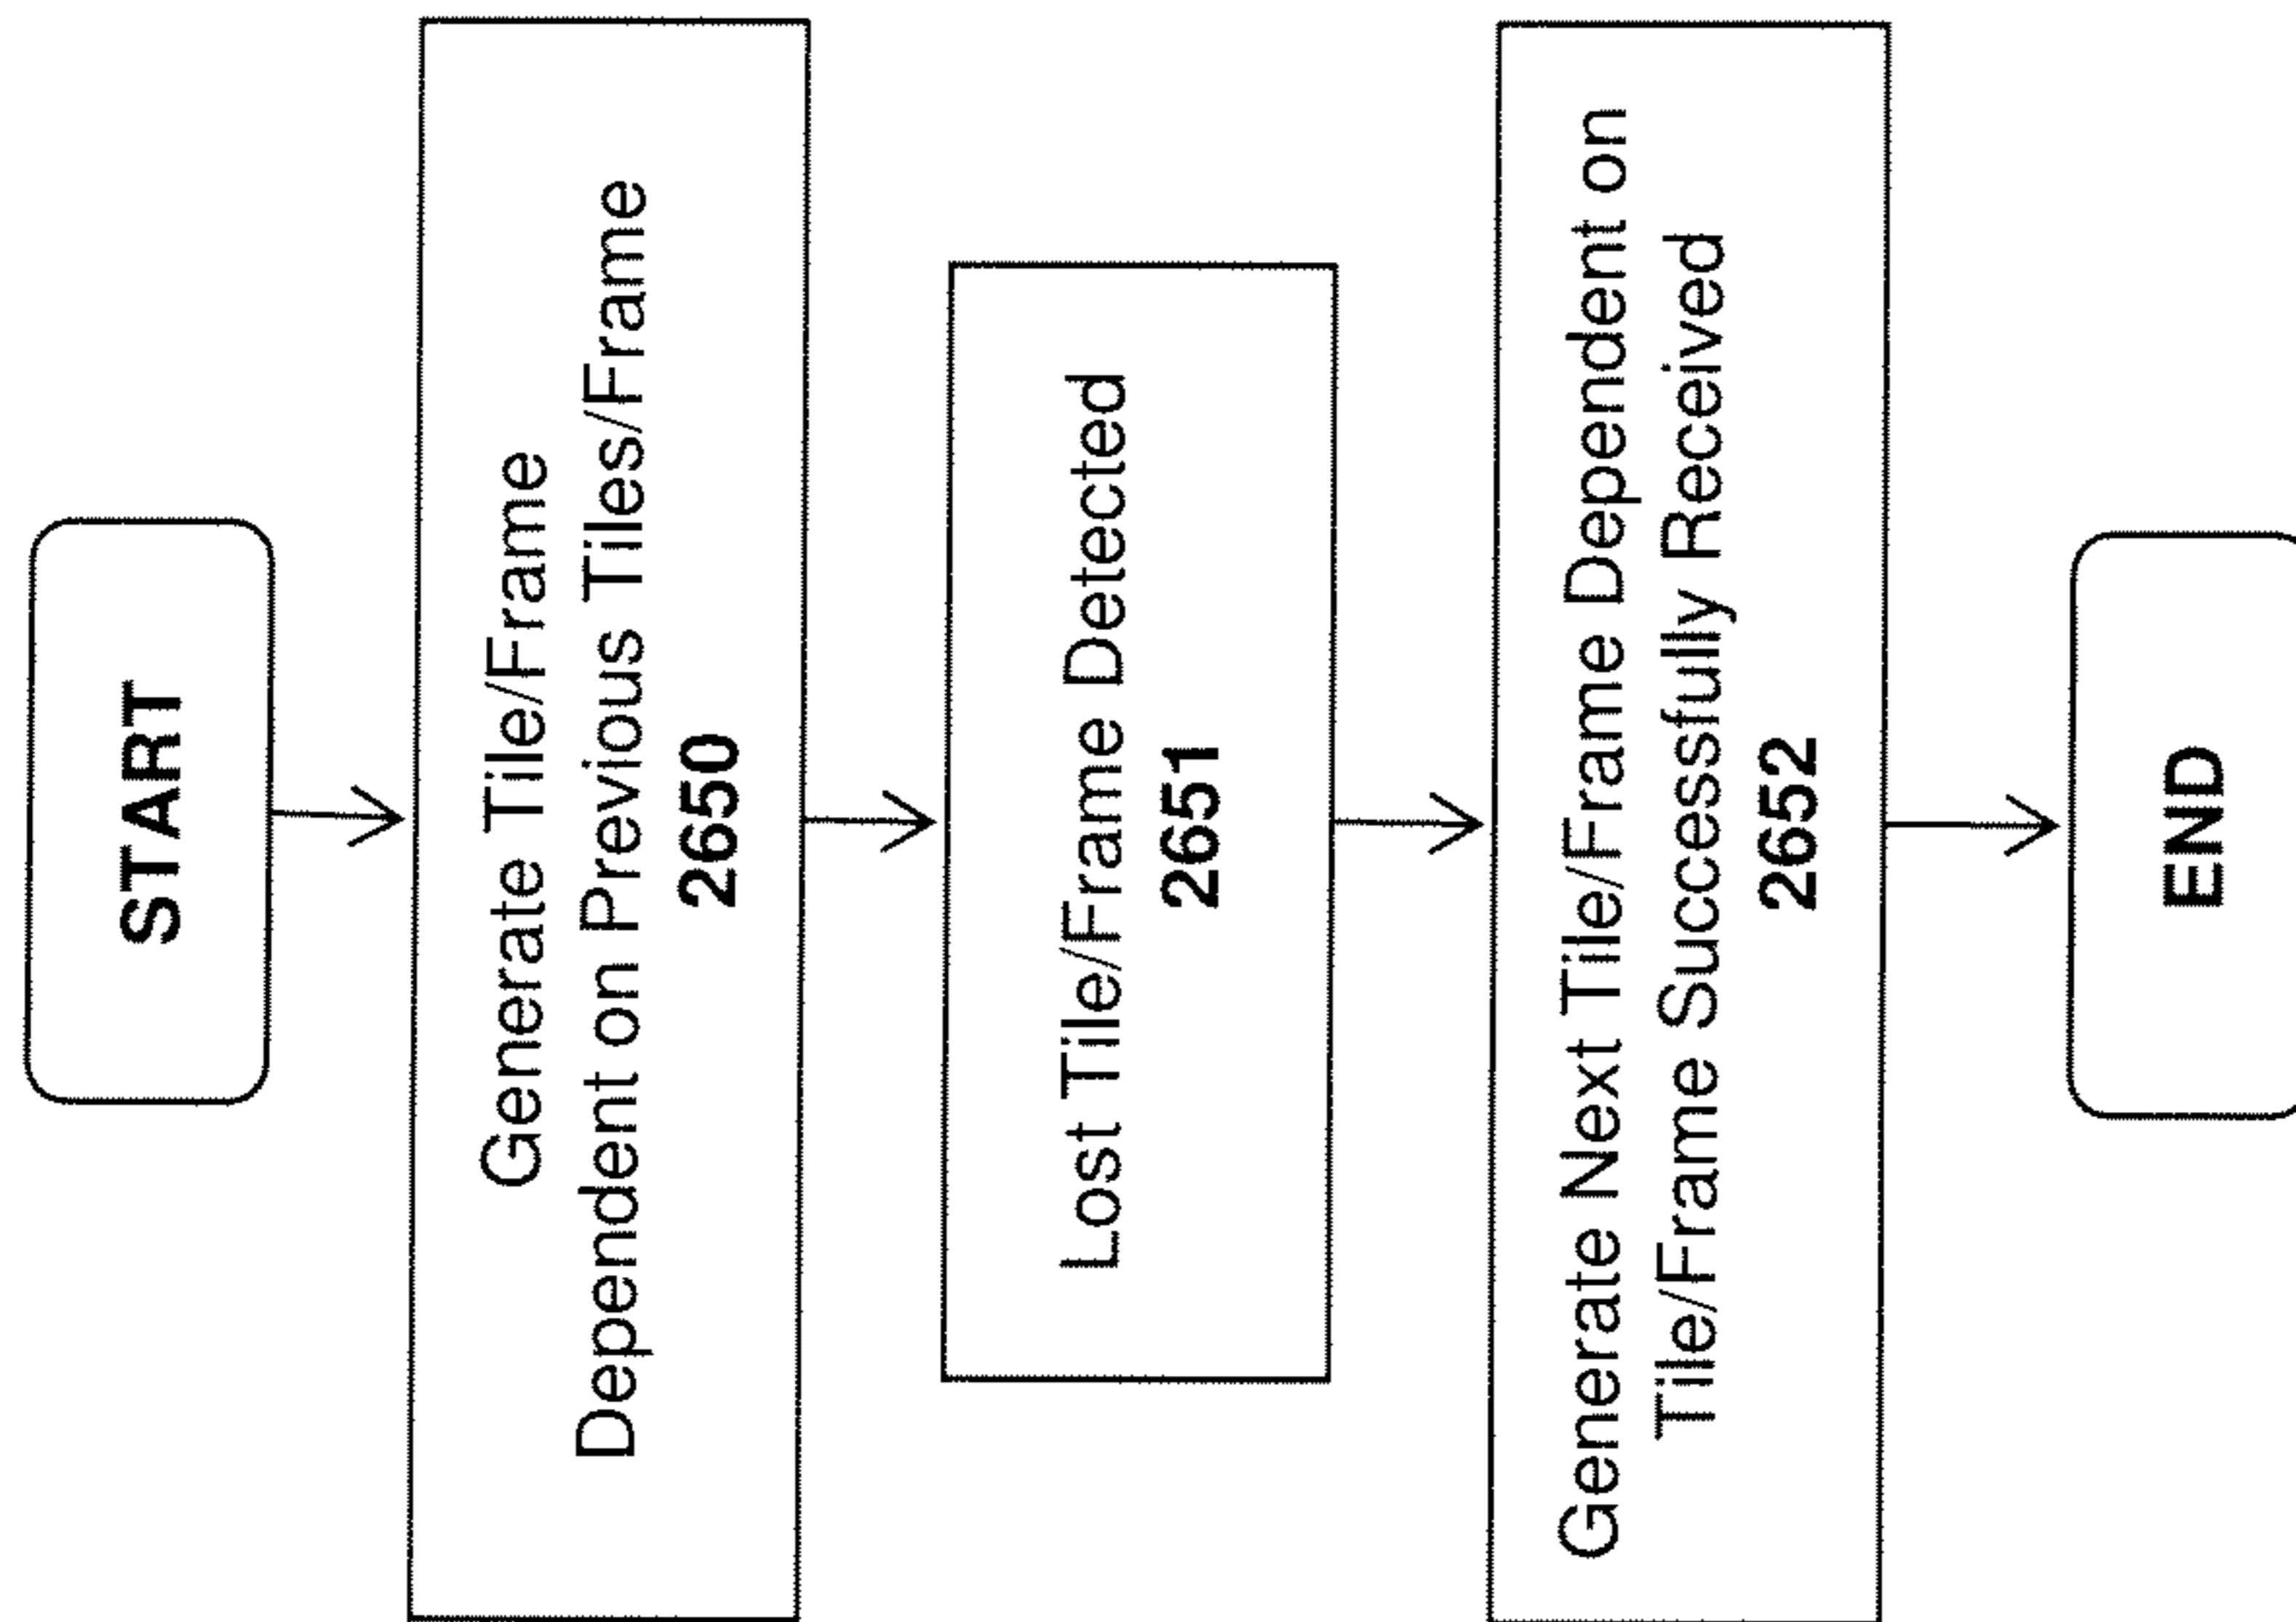 START
Generate Tile/Frame
Dependent on Previous Tiles/Frame
2650
Lost Tile/Frame Detected
2651
Generate Next Tile/Frame Dependent on
Tile/Frame Successfully Received
2652
END